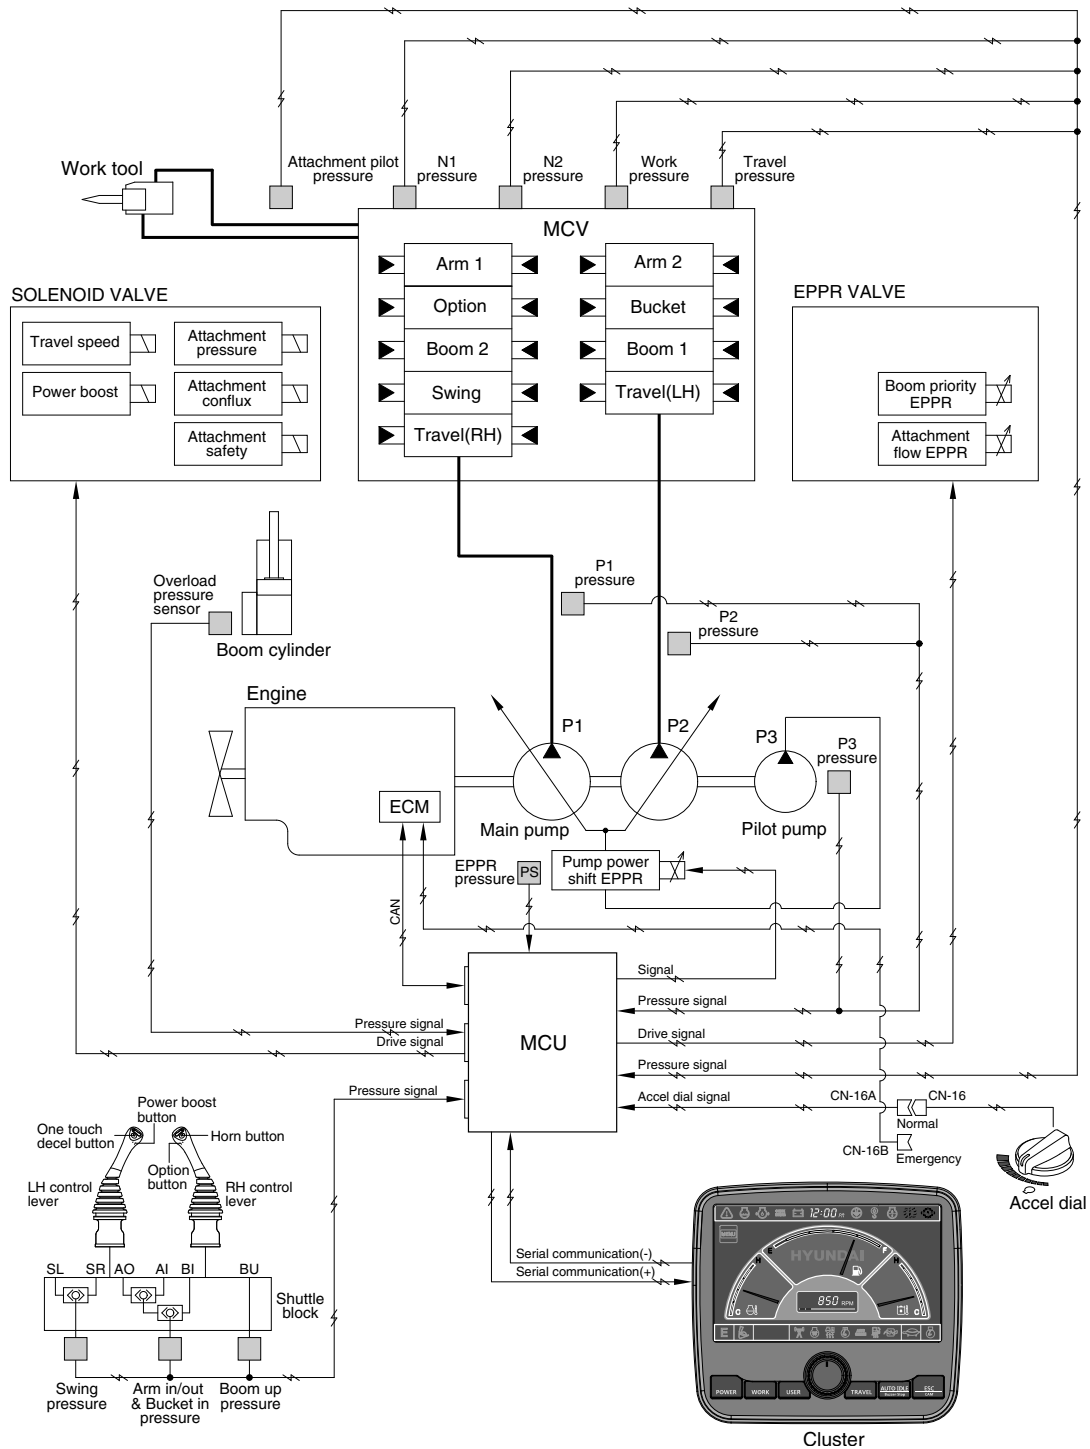 Attachment pilot
pressure
N1
pressure
N2
pressure
Work
pressure
Travel
pressure
Work tool
MCV
Arm 1
Option
Boom 2
Swing
Travel(RH)
Arm 2
Bucket
Boom 1
Travel(LH)
SOLENOID VALVE
Travel speed
Power boost
Attachment
pressure
Attachment
conflux
Attachment
safety
EPPR VALVE
Boom priority
EPPR
Attachment
flow EPPR
Overload
pressure
sensor
Boom cylinder
P1
pressure
P2
pressure
Engine
ECM
P1
P2
P3
P3
pressure
Main pump
Pilot pump
EPPR
pressure
PS
Pump power
shift EPPR
CAN
MCU
Signal
Pressure signal
Drive signal
Pressure signal
Accel dial signal
Pressure signal
Drive signal
Pressure signal
CN-16A
CN-16
Normal
CN-16B
Emergency
Accel dial
Power boost
button
One touch
decel button
Horn button
Option
button
LH control
lever
RH control
lever
SL
SR
AO
AI
BI
BU
Shuttle
block
Swing
pressure
Arm in/out
& Bucket in
pressure
Boom up
pressure
Serial communication(-)
Serial communication(+)
12:00
MENU
HYUNDAI
E
F
H
H
C
C
850 RPM
E
POWER
WORK
USER
TRAVEL
AUTO IDLE
Buzzer Stop
ESC
CAM
Cluster